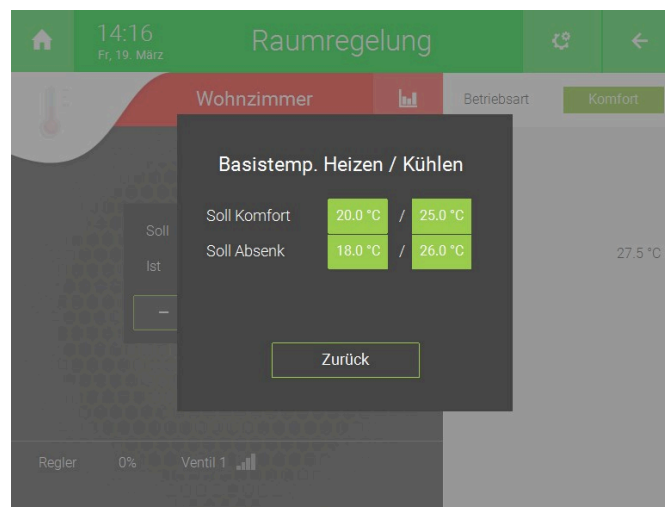 14:16
Fr, 19. März
Raumregelung
Wohnzimmer
Betriebsart
Komfort
Basistemp. Heizen / Kühlen
Soll Komfort 20.0 °C / 25.0 °C
Soll Absenk 18.0 °C / 26.0 °C
Soll
Ist
27.5 °C
−
Zurück
Regler 0% Ventil 1